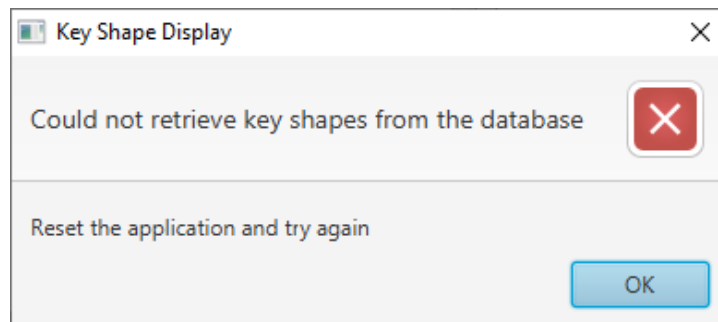 Key Shape Display
Could not retrieve key shapes from the database
Reset the application and try again
OK